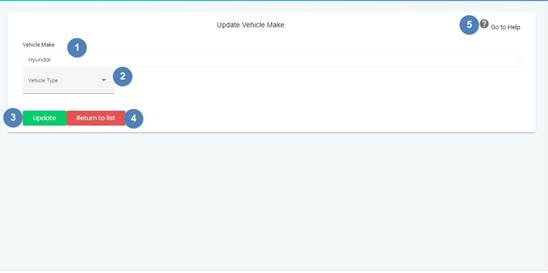 Update Vehicle Make
5 Go to Help
Vehicle Make 1
Hyundai
Vehicle Type 2
3 Update Return to list 4